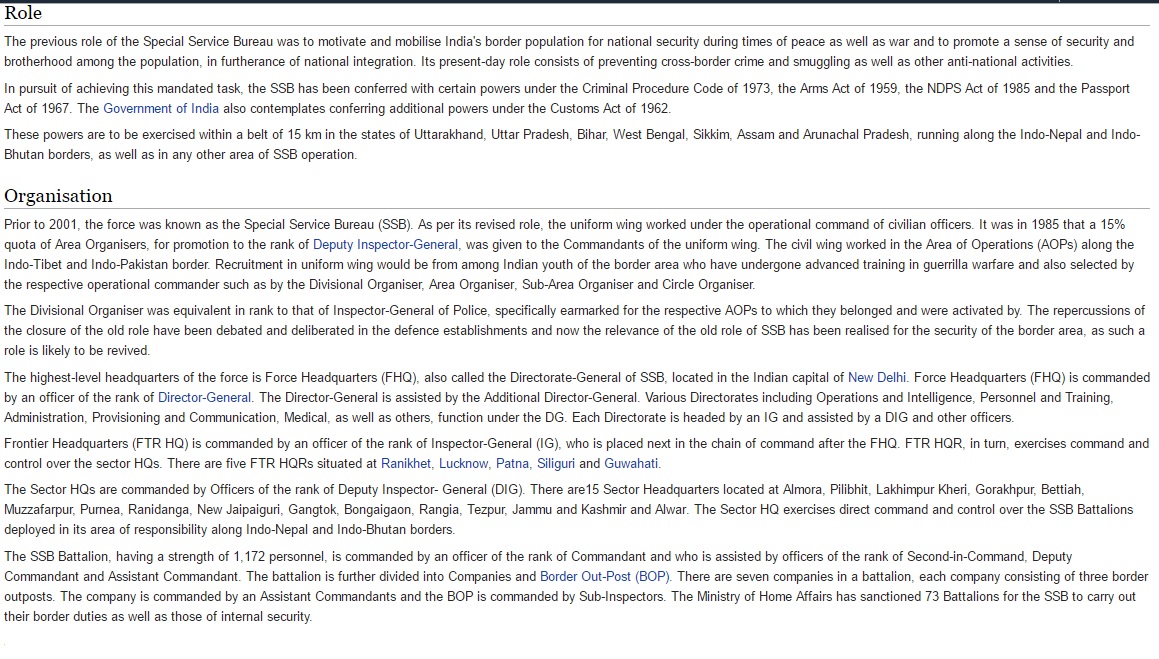 Role
The previous role of the Special Service Bureau was to motivate and mobilise India's border population for national security during times of peace as well as war and to promote a sense of security and
brotherhood among the population, in furtherance of national integration. Its present-day role consists of preventing cross-border crime and smuggling as well as other anti-national activities.
In pursuit of achieving this mandated task, the SSB has been conferred with certain powers under the Criminal Procedure Code of 1973, the Arms Act of 1959, the NDPS Act of 1985 and the Passport
Act of 1967. The Government of India also contemplates conferring additional powers under the Customs Act of 1962.
These powers are to be exercised within a belt of 15 km in the states of Uttarakhand, Uttar Pradesh, Bihar, West Bengal, Sikkim, Assam and Arunachal Pradesh, running along the Indo-Nepal and Indo-
Bhutan borders, as well as in any other area of SSB operation.
Organisation
Prior to 2001, the force was known as the Special Service Bureau (SSB). As per its revised role, the uniform wing worked under the operational command of civilian officers. It was in 1985 that a 15%
quota of Area Organisers, for promotion to the rank of Deputy Inspector-General, was given to the Commandants of the uniform wing. The civil wing worked in the Area of Operations (AOPs) along the
Indo-Tibet and Indo-Pakistan border. Recruitment in uniform wing would be from among Indian youth of the border area who have undergone advanced training in guerrilla warfare and also selected by
the respective operational commander such as by the Divisional Organiser, Area Organiser, Sub-Area Organiser and Circle Organiser.
The Divisional Organiser was equivalent in rank to that of Inspector-General of Police, specifically earmarked for the respective AOPs to which they belonged and were activated by. The repercussions of
the closure of the old role have been debated and deliberated in the defence establishments and now the relevance of the old role of SSB has been realised for the security of the border area, as such a
role is likely to be revived.
The highest-level headquarters of the force is Force Headquarters (FHQ), also called the Directorate-General of SSB, located in the Indian capital of New Delhi. Force Headquarters (FHQ) is commanded
by an officer of the rank of Director-General. The Director-General is assisted by the Additional Director-General. Various Directorates including Operations and Intelligence, Personnel and Training,
Administration, Provisioning and Communication, Medical, as well as others, function under the DG. Each Directorate is headed by an IG and assisted by a DIG and other officers.
Frontier Headquarters (FTR HQ) is commanded by an officer of the rank of Inspector-General (IG), who is placed next in the chain of command after the FHQ. FTR HQR, in turn, exercises command and
control over the sector HQs. There are five FTR HQRs situated at Ranikhet, Lucknow, Patna, Siliguri and Guwahati.
The Sector HQs are commanded by Officers of the rank of Deputy Inspector- General (DIG). There are15 Sector Headquarters located at Almora, Pilibhit, Lakhimpur Kheri, Gorakhpur, Bettiah,
Muzzafarpur, Purnea, Ranidanga, New Jaipaiguri, Gangtok, Bongaigaon, Rangia, Tezpur, Jammu and Kashmir and Alwar. The Sector HQ exercises direct command and control over the SSB Battalions
deployed in its area of responsibility along Indo-Nepal and Indo-Bhutan borders.
The SSB Battalion, having a strength of 1,172 personnel, is commanded by an officer of the rank of Commandant and who is assisted by officers of the rank of Second-in-Command, Deputy
Commandant and Assistant Commandant. The battalion is further divided into Companies and Border Out-Post (BOP). There are seven companies in a battalion, each company consisting of three border
outposts. The company is commanded by an Assistant Commandants and the BOP is commanded by Sub-Inspectors. The Ministry of Home Affairs has sanctioned 73 Battalions for the SSB to carry out
their border duties as well as those of internal security.